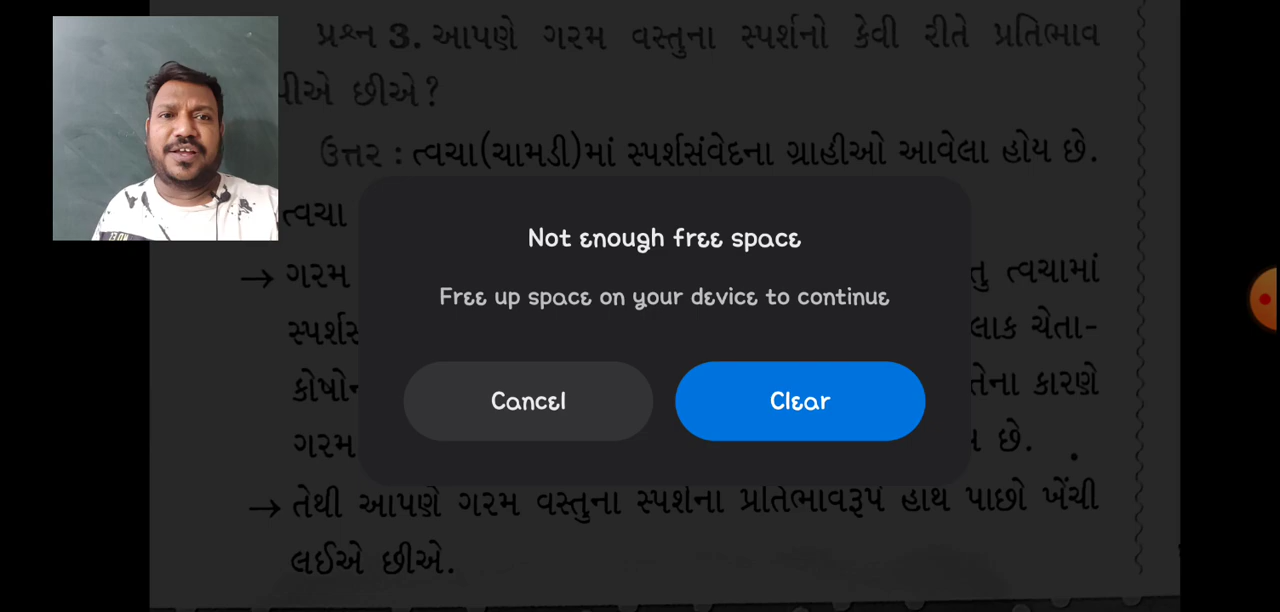 પ્રશ્ન 3. આપણે ગરમ વસ્તુના સ્પર્શનો કેવી રીતે પ્રતિભાવ
છીએ?
ઉત્તર : ત્વચા(ચામડી)માં સ્પર્શસંવેદના ગ્રાહીઓ આવેલા હોય છે.
ત્વચા
Not enough free space
→ ગરમ ત્વચામાં
Free up space on your device to continue
ચેતા-
તેના કારણે
Cancel Clear
ગરમ છે.
→ તેથી આપણે ગરમ વસ્તુના સ્પર્શના પ્રતિભાવરૂપે હાથ પાછો ખેંચી
લઈએ છીએ.